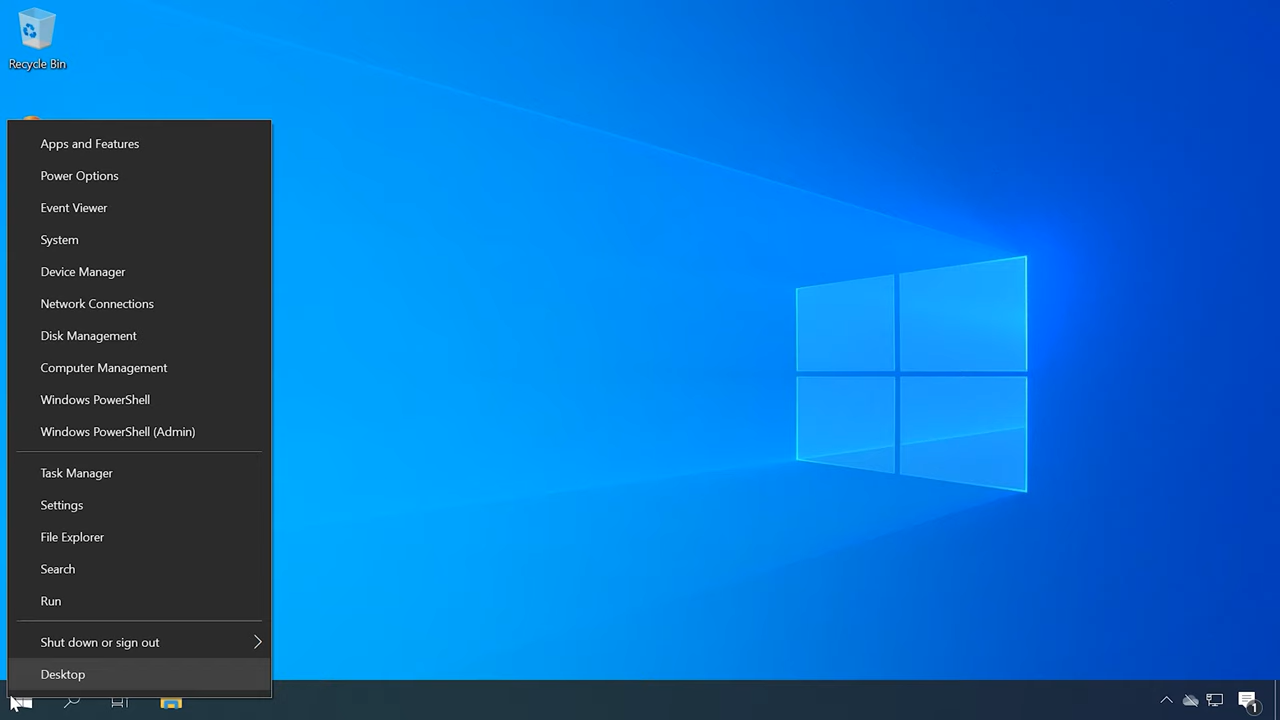 Recycle Bin
Apps and Features
Power Options
Event Viewer
System
Device Manager
Network Connections
Disk Management
Computer Management
Windows PowerShell
Windows PowerShell (Admin)
Task Manager
Settings
File Explorer
Search
Run
Shut down or sign out
Desktop
1